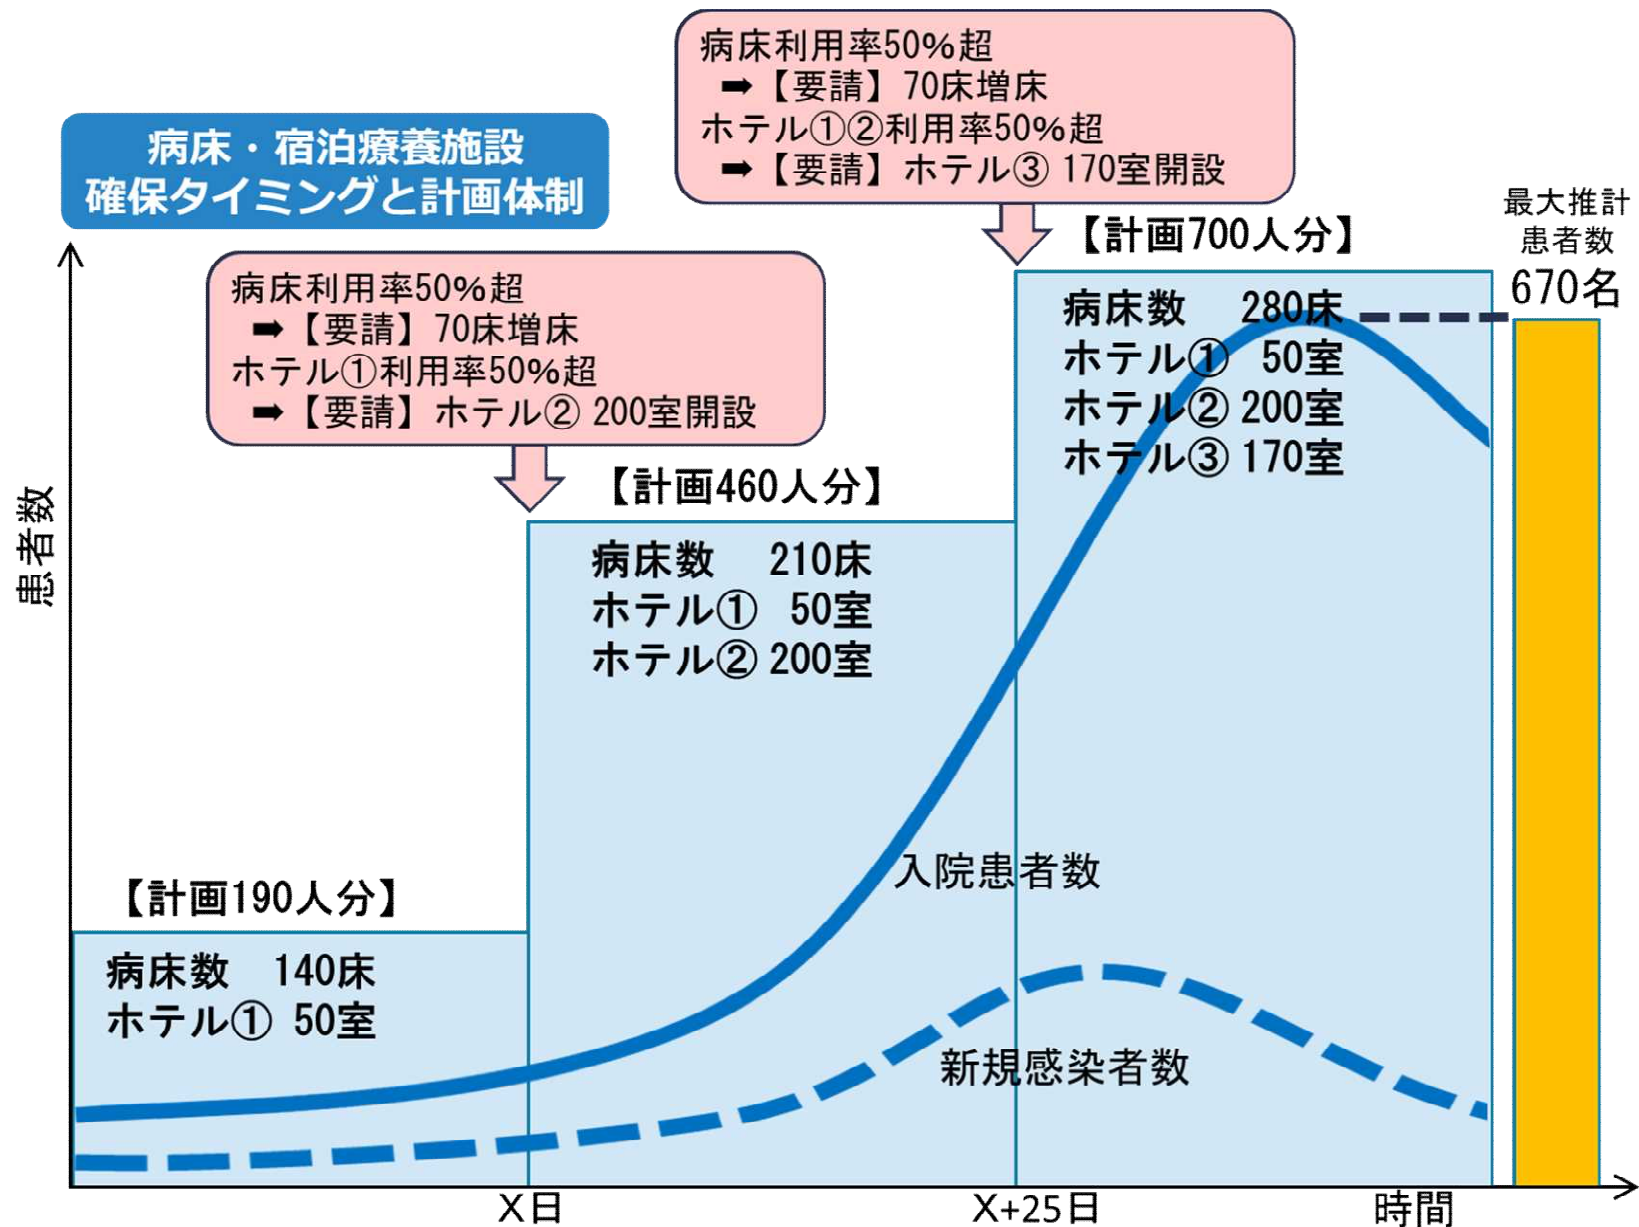 病床・宿泊療養施設
確保タイミングと計画体制
病床利用率50%超
➡【要請】70床増床
ホテル①②利用率50%超
➡【要請】ホテル③ 170室開設
病床利用率50%超
➡【要請】70床増床
ホテル①利用率50%超
➡【要請】ホテル② 200室開設
【計画700人分】
病床数 280床
ホテル① 50室
ホテル② 200室
ホテル③ 170室
最大推計
患者数
670名
【計画460人分】
病床数 210床
ホテル① 50室
ホテル② 200室
【計画190人分】
病床数 140床
ホテル① 50室
患者数
入院患者数
新規感染者数
X日
X+25日
時間